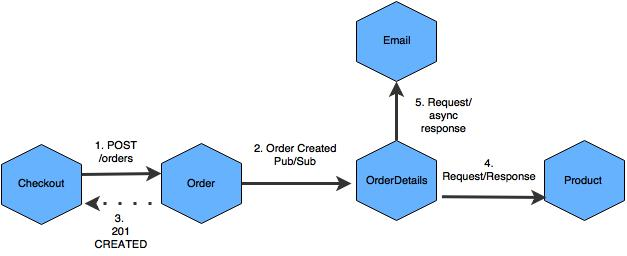 Email
5. Request/
async
response
1. POST
/orders
2. Order Created
Pub/Sub
4.
Request/Response
Checkout
Order
OrderDetails
Product
3.
201
CREATED